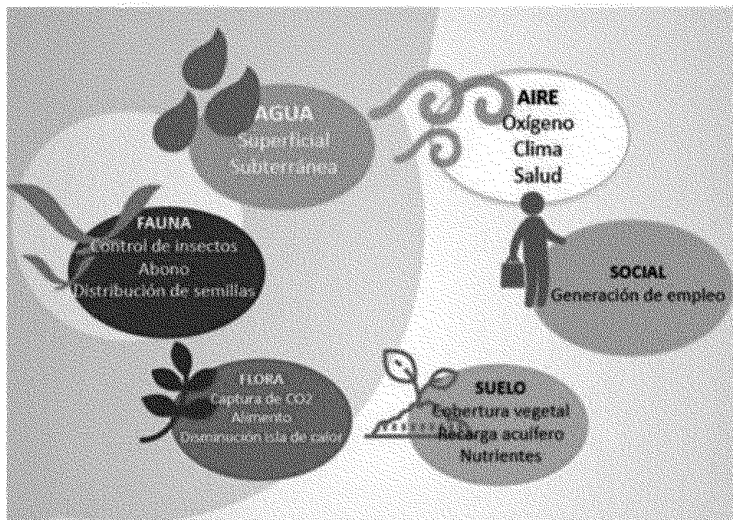 AGUA
Superficial
Subterránea
AIRE
Oxígeno
Clima
Salud
FAUNA
Control de insectos
Abono
Distribución de semillas
SOCIAL
Generación de empleo
FLORA
Captura de CO2
Alimento
Disminución isla de calor
SUELO
Cobertura vegetal
Recarga acuífero
Nutrientes